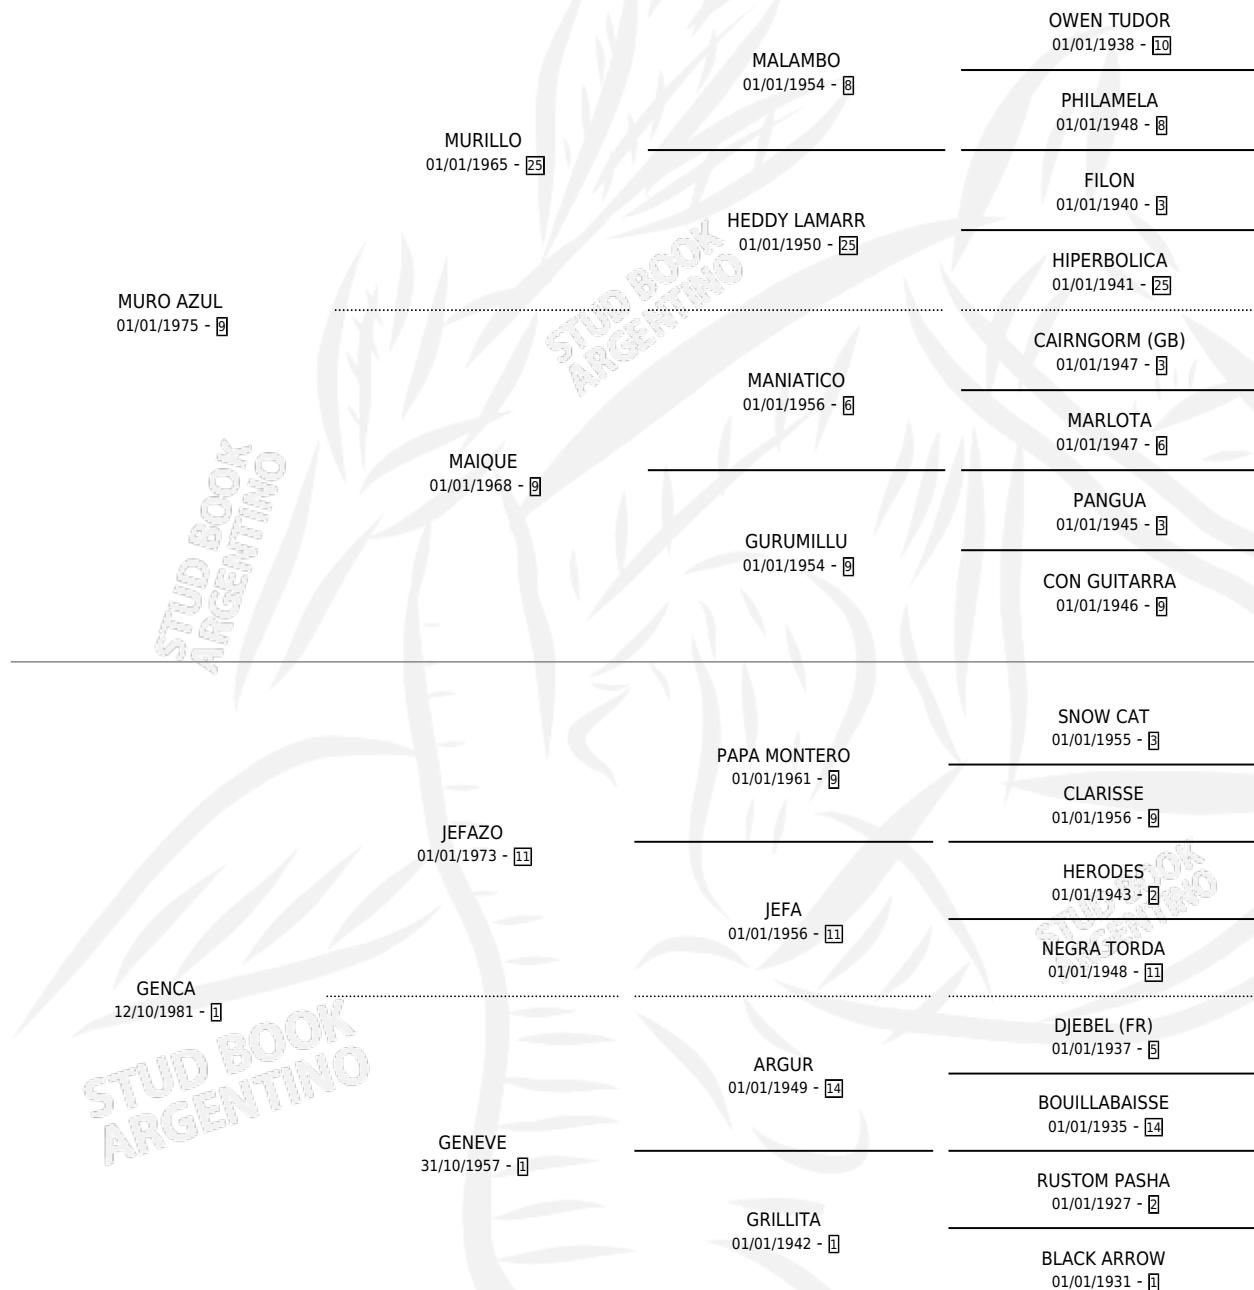 OWEN TUDOR
01/01/1938 - 10
MALAMBO
01/01/1954 - 8
PHILAMELA
01/01/1948 - 8
MURILLO
01/01/1965 - 25
FILON
01/01/1940 - 3
HEDDY LAMARR
01/01/1950 - 25
HIPERBOLICA
01/01/1941 - 25
MURO AZUL
01/01/1975 - 9
STUD BOOK
ARGENTINO
CAIRNGORM (GB)
01/01/1947 - 3
MANIATICO
01/01/1956 - 6
MARLOTA
01/01/1947 - 6
MAIQUE
01/01/1968 - 9
PANGUA
01/01/1945 - 3
GURUMILLU
01/01/1954 - 9
CON GUITARRA
01/01/1946 - 9
STUD BOOK
ARGENTINO
SNOW CAT
01/01/1955 - 3
PAPA MONTERO
01/01/1961 - 9
CLARISSE
01/01/1956 - 9
JEFAZO
01/01/1973 - 11
HERODES
01/01/1943 - 2
STUD BOOK
ARGENTINO
JEFA
01/01/1956 - 11
NEGRA TORDA
01/01/1948 - 11
GENCA
12/10/1981 - 1
STUD BOOK
ARGENTINO
DJEBEL (FR)
01/01/1937 - 5
ARGUR
01/01/1949 - 14
BOUILLABAISSE
01/01/1935 - 14
GENEVE
31/10/1957 - 1
RUSTOM PASHA
01/01/1927 - 2
GRILLITA
01/01/1942 - 1
BLACK ARROW
01/01/1931 - 1